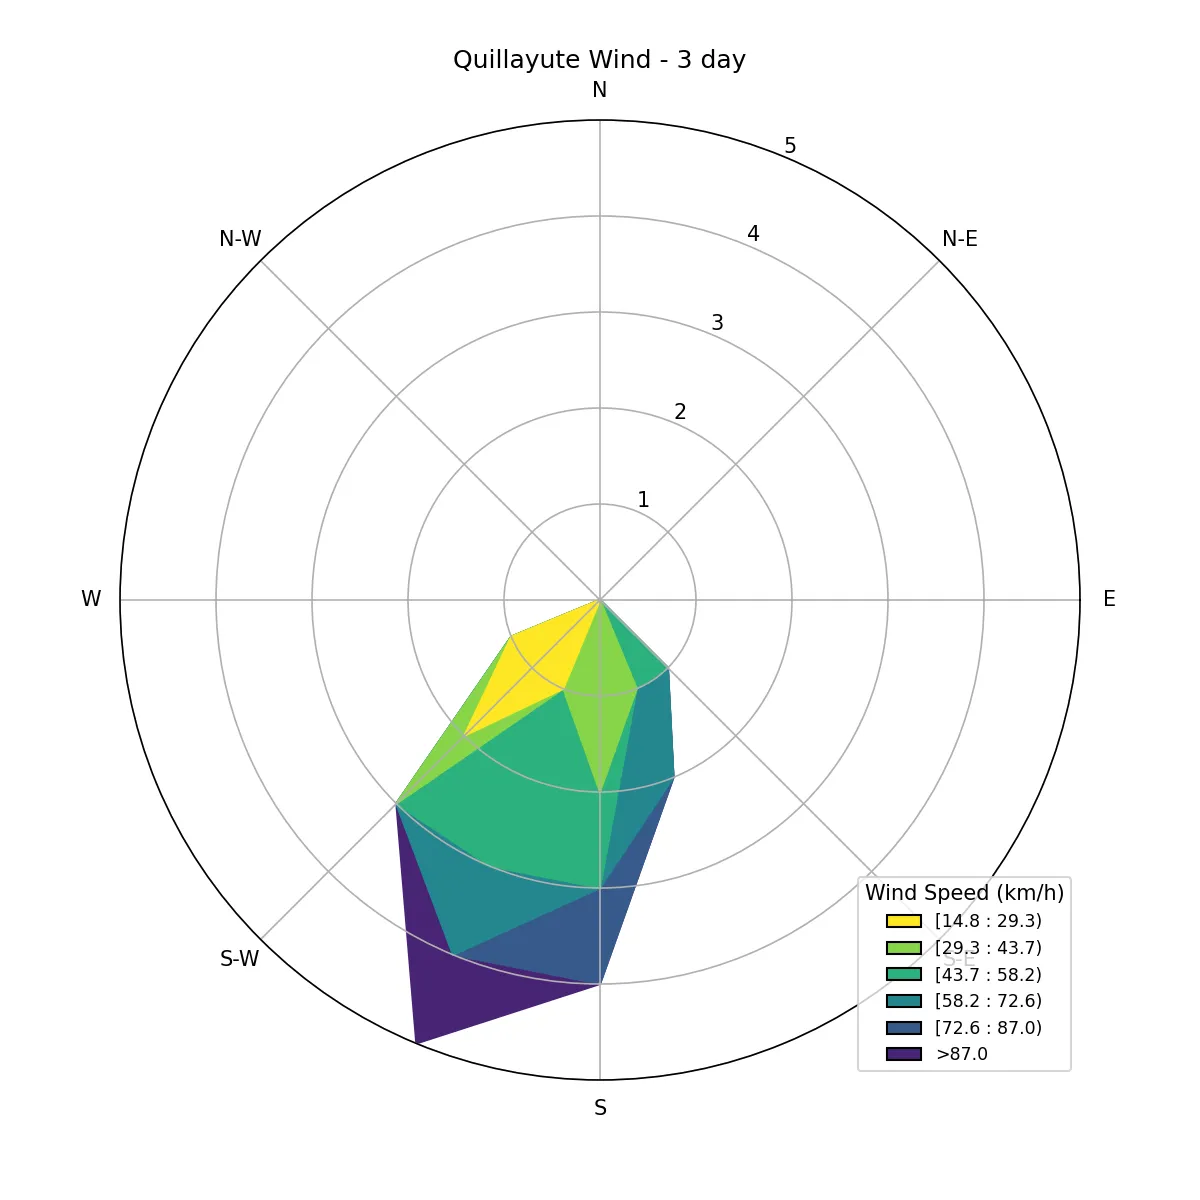 Quillayute Wind - 3 day
N
5
N-W
4
N-E
3
2
1
W
E
Wind Speed (km/h)
[14.8 : 29.3)
[29.3 : 43.7)
S-W
S-E
[43.7 : 58.2)
[58.2 : 72.6)
[72.6 : 87.0)
>87.0
S